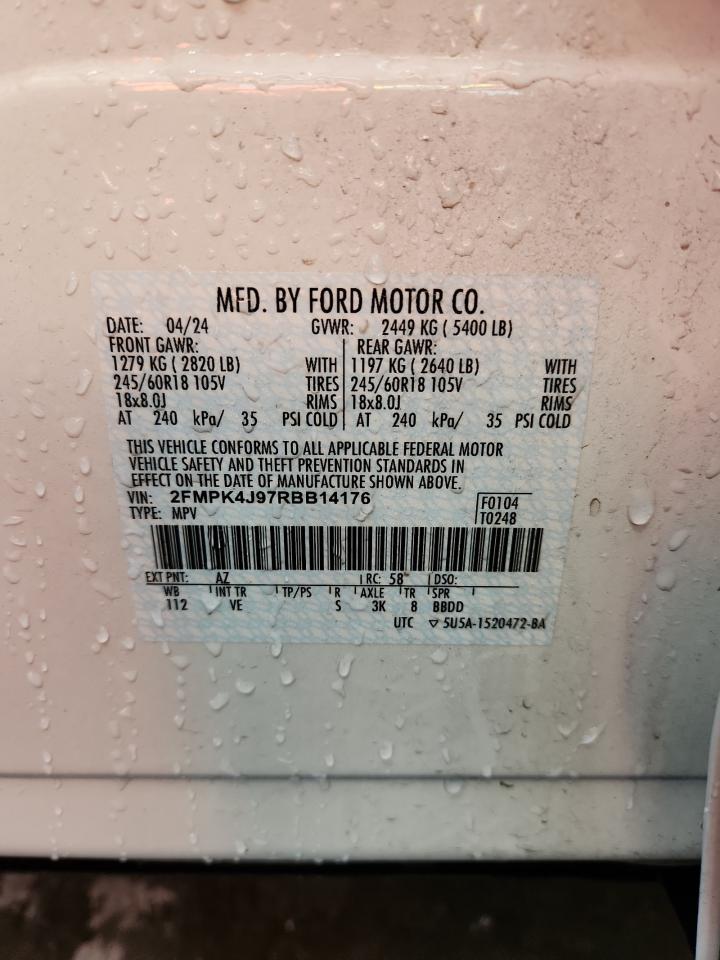 MFD. BY FORD MOTOR CO.
DATE: 04/24 GVWR: 2449 KG ( 5400 LB)
FRONT GAWR: REAR GAWR:
1279 KG ( 2820 LB) WITH 1197 KG ( 2640 LB) WITH
245/60R18 105V TIRES 245/60R18 105V TIRES
18x8.0J RIMS 18x8.0J RIMS
AT 240 kPa/ 35 PSI COLD AT 240 kPa/ 35 PSI COLD
THIS VEHICLE CONFORMS TO ALL APPLICABLE FEDERAL MOTOR
VEHICLE SAFETY AND THEFT PREVENTION STANDARDS IN
EFFECT ON THE DATE OF MANUFACTURE SHOWN ABOVE.
VIN: 2FMPK4J97RBB14176 F0104
TYPE: MPV T0248
EXT PNT: AZ RC: 58 DSO:
WB INT TR TP/PS R AXLE TR SPR
112 VE S 3K 8 BBDD
UTC ▽ 5U5A-1520472-BA